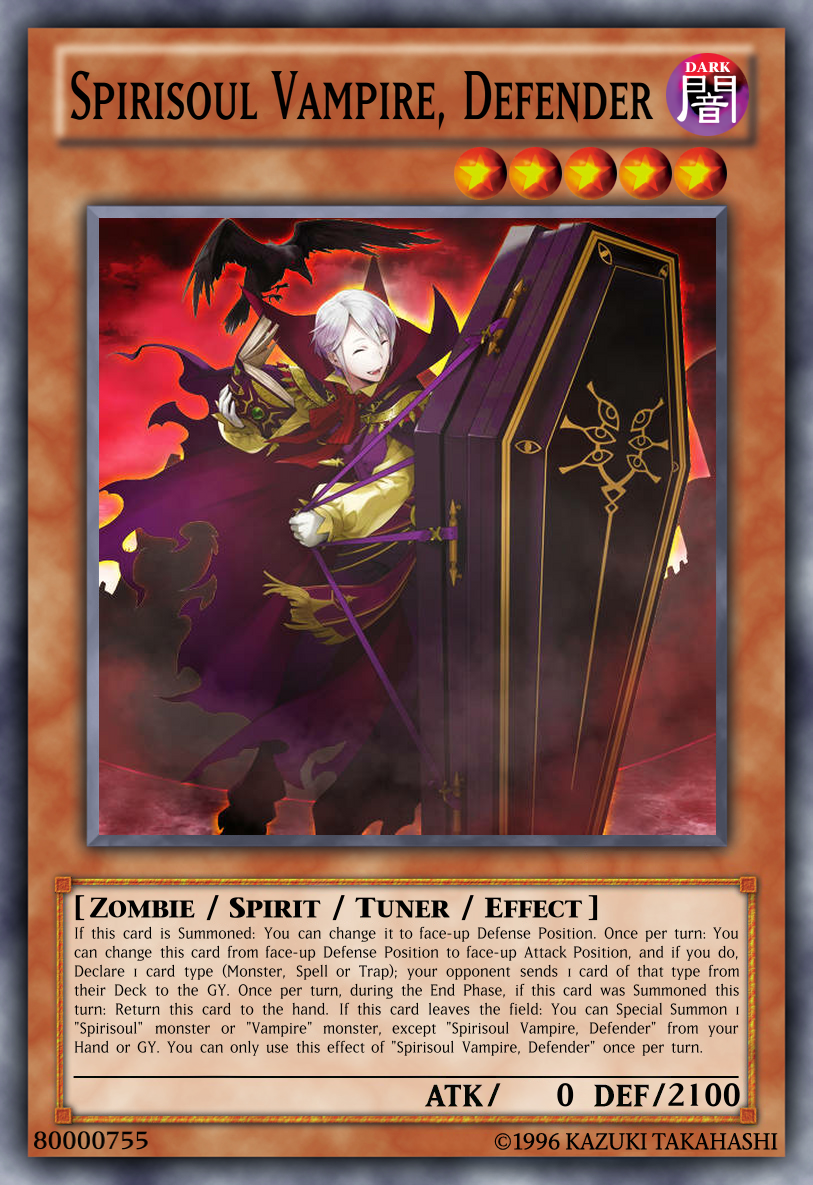 Spirisoul Vampire, Defender
DARK
闇
[ Zombie / Spirit / Tuner / Effect ]
If this card is Summoned: You can change it to face-up Defense Position. Once per turn: You
can change this card from face-up Defense Position to face-up Attack Position, and if you do,
Declare 1 card type (Monster, Spell or Trap); your opponent sends 1 card of that type from
their Deck to the GY. Once per turn, during the End Phase, if this card was Summoned this
turn: Return this card to the hand. If this card leaves the field: You can Special Summon 1
"Spirisoul" monster or "Vampire" monster, except "Spirisoul Vampire, Defender" from your
Hand or GY. You can only use this effect of "Spirisoul Vampire, Defender" once per turn.
ATK/ 0 DEF/2100
80000755 ©1996 KAZUKI TAKAHASHI